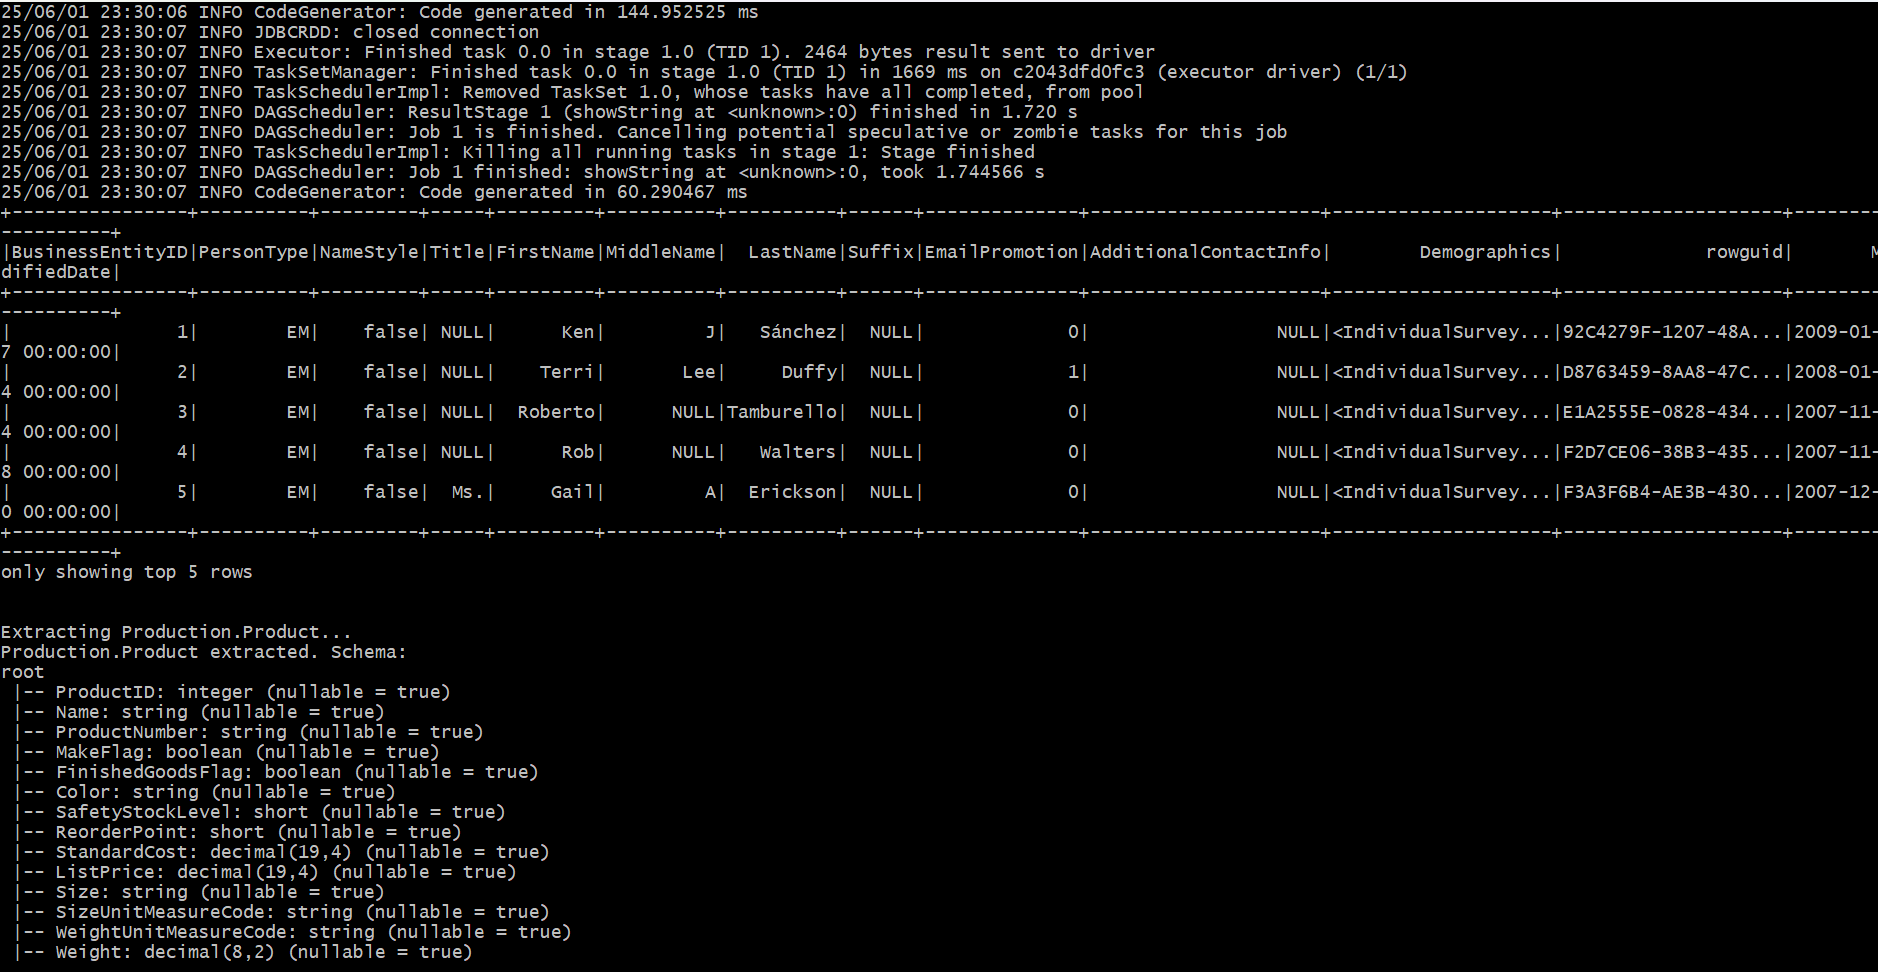 25/06/01 23:30:06 INFO CodeGenerator: Code generated in 144.952525 ms
25/06/01 23:30:07 INFO JDBCRDD: closed connection
25/06/01 23:30:07 INFO Executor: Finished task 0.0 in stage 1.0 (TID 1). 2464 bytes result sent to driver
25/06/01 23:30:07 INFO TaskSetManager: Finished task 0.0 in stage 1.0 (TID 1) in 1669 ms on c2043dfd0fc3 (executor driver) (1/1)
25/06/01 23:30:07 INFO TaskSchedulerImpl: Removed TaskSet 1.0, whose tasks have all completed, from pool
25/06/01 23:30:07 INFO DAGScheduler: ResultStage 1 (showString at <unknown>:0) finished in 1.720 s
25/06/01 23:30:07 INFO DAGScheduler: Job 1 is finished. Cancelling potential speculative or zombie tasks for this job
25/06/01 23:30:07 INFO TaskSchedulerImpl: Killing all running tasks in stage 1: Stage finished
25/06/01 23:30:07 INFO DAGScheduler: Job 1 finished: showString at <unknown>:0, took 1.744566 s
25/06/01 23:30:07 INFO CodeGenerator: Code generated in 60.290467 ms
+----------------+----------+---------+-----+---------+----------+----------+------+--------------+---------------------+--------------------+--------------------+--------
----------+
|BusinessEntityID|PersonType|NameStyle|Title|FirstName|MiddleName|  LastName|Suffix|EmailPromotion|AdditionalContactInfo|        Demographics|             rowguid|       M
difiedDate|
+----------------+----------+---------+-----+---------+----------+----------+------+--------------+---------------------+--------------------+--------------------+--------
----------+
|               1|        EM|    false| NULL|      Ken|         J|   Sánchez|  NULL|             0|                 NULL|<IndividualSurvey...|92C4279F-1207-48A...|2009-01-
7 00:00:00|
|               2|        EM|    false| NULL|    Terri|       Lee|     Duffy|  NULL|             1|                 NULL|<IndividualSurvey...|D8763459-8AA8-47C...|2008-01-
4 00:00:00|
|               3|        EM|    false| NULL|  Roberto|      NULL|Tamburello|  NULL|             0|                 NULL|<IndividualSurvey...|E1A2555E-0828-434...|2007-11-
4 00:00:00|
|               4|        EM|    false| NULL|      Rob|      NULL|   Walters|  NULL|             0|                 NULL|<IndividualSurvey...|F2D7CE06-38B3-435...|2007-11-
8 00:00:00|
|               5|        EM|    false|  Ms.|     Gail|         A|  Erickson|  NULL|             0|                 NULL|<IndividualSurvey...|F3A3F6B4-AE3B-430...|2007-12-
0 00:00:00|
+----------------+----------+---------+-----+---------+----------+----------+------+--------------+---------------------+--------------------+--------------------+--------
----------+
only showing top 5 rows
Extracting Production.Product...
Production.Product extracted. Schema:
root
 |-- ProductID: integer (nullable = true)
 |-- Name: string (nullable = true)
 |-- ProductNumber: string (nullable = true)
 |-- MakeFlag: boolean (nullable = true)
 |-- FinishedGoodsFlag: boolean (nullable = true)
 |-- Color: string (nullable = true)
 |-- SafetyStockLevel: short (nullable = true)
 |-- ReorderPoint: short (nullable = true)
 |-- StandardCost: decimal(19,4) (nullable = true)
 |-- ListPrice: decimal(19,4) (nullable = true)
 |-- Size: string (nullable = true)
 |-- SizeUnitMeasureCode: string (nullable = true)
 |-- WeightUnitMeasureCode: string (nullable = true)
 |-- Weight: decimal(8,2) (nullable = true)